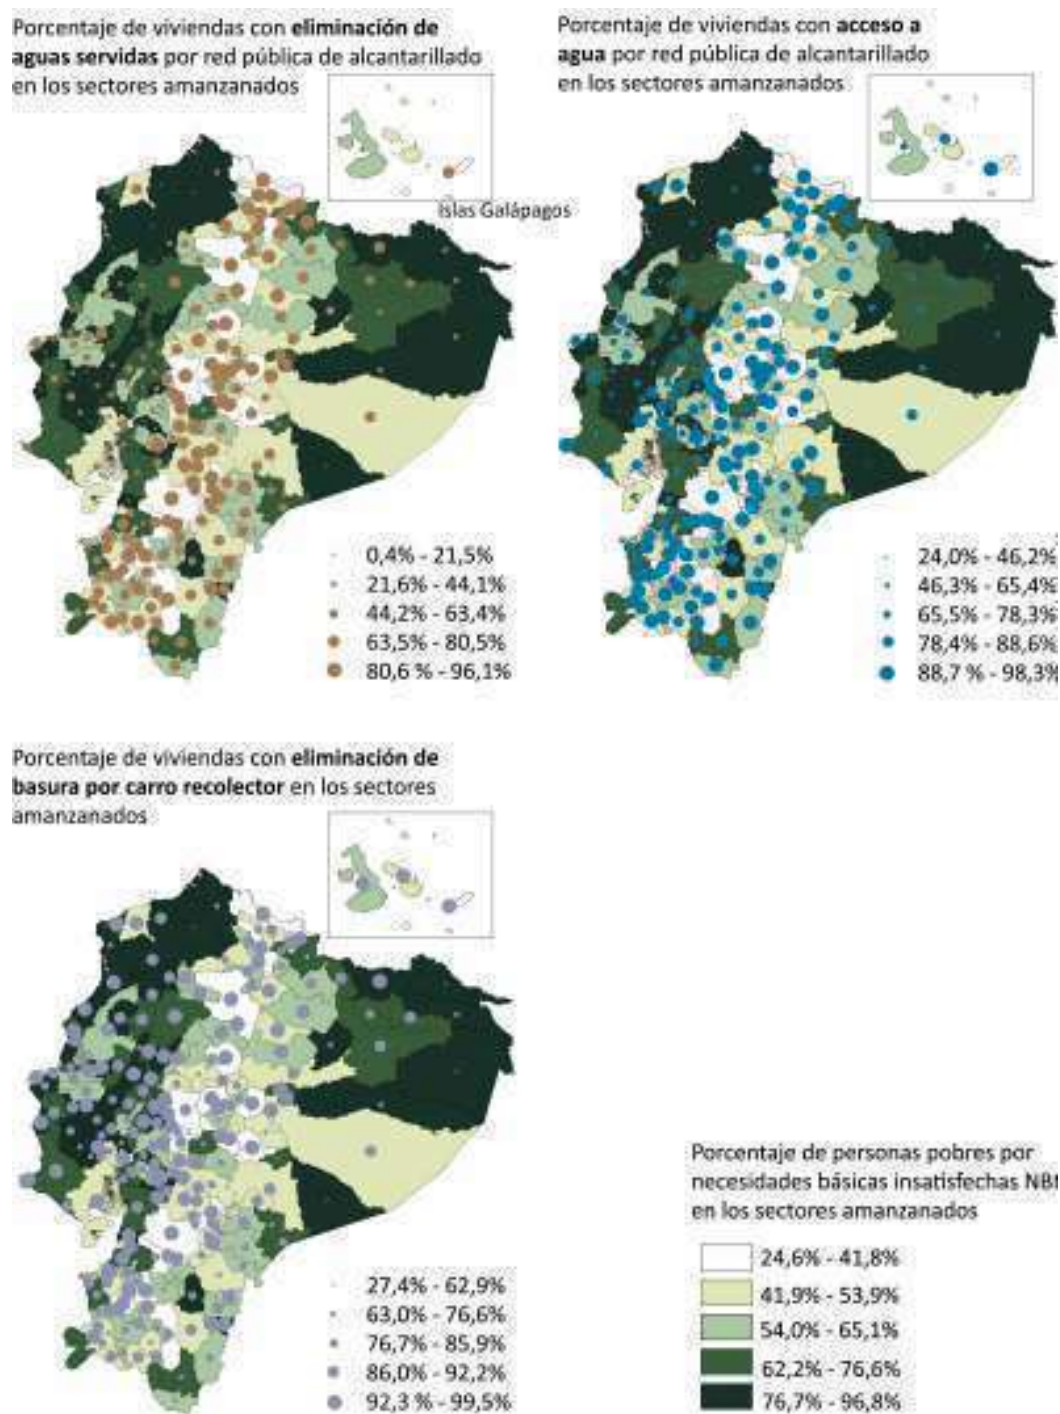 Porcentaje de viviendas con eliminación de
aguas servidas por red pública de alcantarillado
en los sectores amanzanados
Islas Galápagos
0,4% - 21,5%
21,6% - 44,1%
44,2% - 63,4%
63,5% - 80,5%
80,6 % - 96,1%
Porcentaje de viviendas con acceso a
agua por red pública de alcantarillado
en los sectores amanzanados
24,0% - 46,2%
46,3% - 65,4%
65,5% - 78,3%
78,4% - 88,6%
88,7 % - 98,3%
Porcentaje de viviendas con eliminación de
basura por carro recolector en los sectores
amanzanados
27,4% - 62,9%
63,0% - 76,6%
76,7% - 85,9%
86,0% - 92,2%
92,3 % - 99,5%
Porcentaje de personas pobres por
necesidades básicas insatisfechas NBI
en los sectores amanzanados
24,6% - 41,8%
41,9% - 53,9%
54,0% - 65,1%
62,2% - 76,6%
76,7% - 96,8%